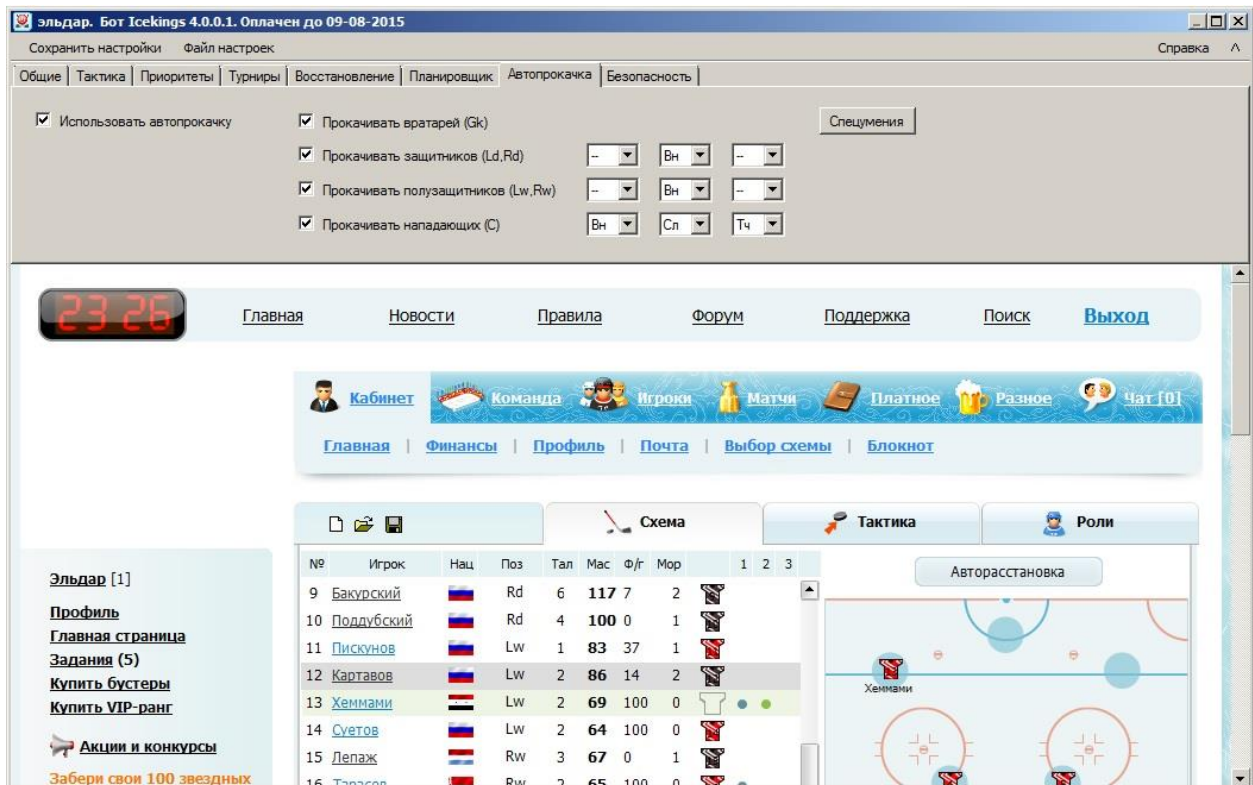 эльдар. Бот Icekings 4.0.0.1. Оплачен до 09-08-2015
Сохранить настройки Файл настроек Справка ^
Общие Тактика Приоритеты Турниры Восстановление Планировщик Автопрокачка Безопасность
Использовать автопрокачку Прокачивать вратарей (Gk) Спецумения
Прокачивать защитников (Ld,Rd) -- Вн --
Прокачивать полузащитников (Lw,Rw) -- Вн --
Прокачивать нападающих (C) Вн Сл Тч
23 26 Главная Новости Правила Форум Поддержка Поиск Выход
Кабинет Команда Игроки Матчи Платное Разное Чат [0]
Главная | Финансы | Профиль | Почта | Выбор схемы | Блокнот
Схема Тактика Роли
№ Игрок Нац Поз Тал Мас Ф/г Мор 1 2 3
Авторасстановка
9 Бакурский Rd 6 117 7 2
10 Поддубский Rd 4 100 0 1
11 Пискунов Lw 1 83 37 1
12 Картавов Lw 2 86 14 2
13 Хеммами Lw 2 69 100 0
14 Суетов Lw 2 64 100 0
15 Лепаж Rw 3 67 0 1
16 Тарасов Rw 2 65 100 0
Хеммами
Эльдар [1]
Профиль
Главная страница
Задания (5)
Купить бустеры
Купить VIP-ранг
Акции и конкурсы
Забери свои 100 звездных